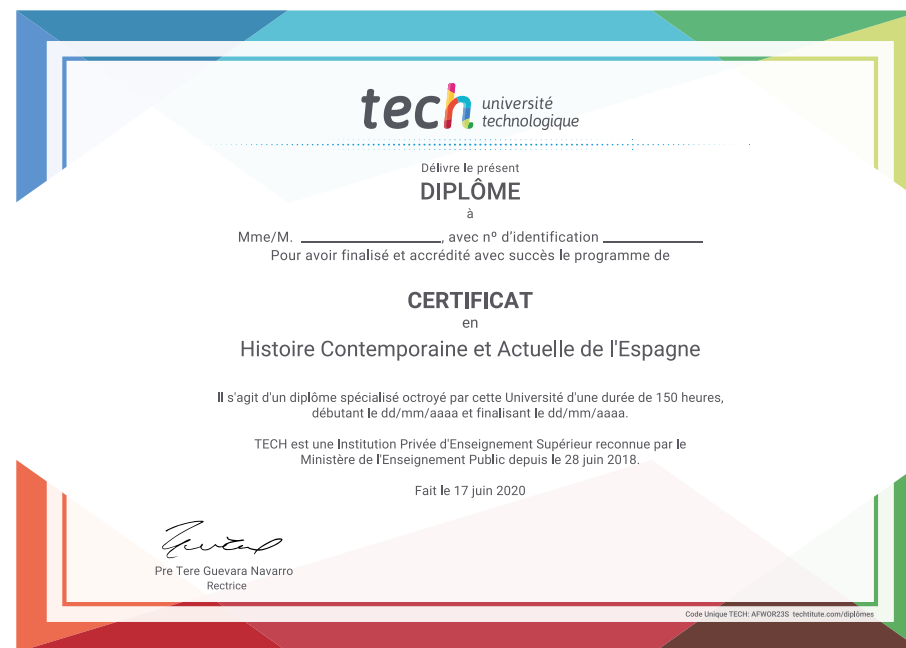 tech université
technologique
Délivre le présent
DIPLÔME
à
Mme/M. ____________, avec nº d'identification ____________
Pour avoir finalisé et accrédité avec succès le programme de
CERTIFICAT
en
Histoire Contemporaine et Actuelle de l'Espagne
Il s'agit d'un diplôme spécialisé octroyé par cette Université d'une durée de 150 heures,
débutant le dd/mm/aaaa et finalisant le dd/mm/aaaa.
TECH est une Institution Privée d'Enseignement Supérieur reconnue par le
Ministère de l'Enseignement Public depuis le 28 juin 2018.
Fait le 17 juin 2020
Pre Tere Guevara Navarro
Rectrice
Code Unique TECH: AFWOR23S techtitute.com/diplômes